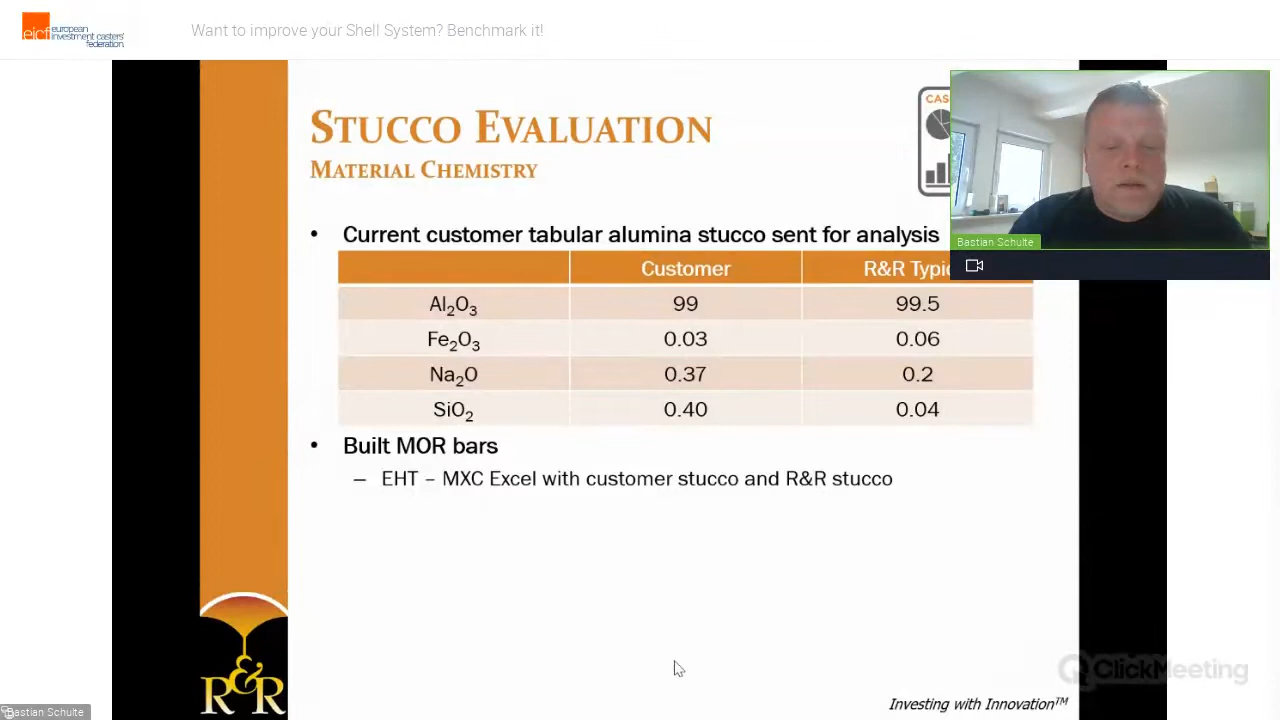 eicf european investment casters' federation.
Want to improve your Shell System? Benchmark it!
STUCCO EVALUATION
MATERIAL CHEMISTRY
• Current customer tabular alumina stucco sent for analysis
Customer R&R
Al2O3 99 99.5
Fe2O3 0.03 0.06
Na2O 0.37 0.2
SiO2 0.40 0.04
• Built MOR bars
– EHT – MXC Excel with customer stucco and R&R stucco
Bastian Schulte
R&R
ClickMeeting
Investing with Innovation™
Bastian Schulte